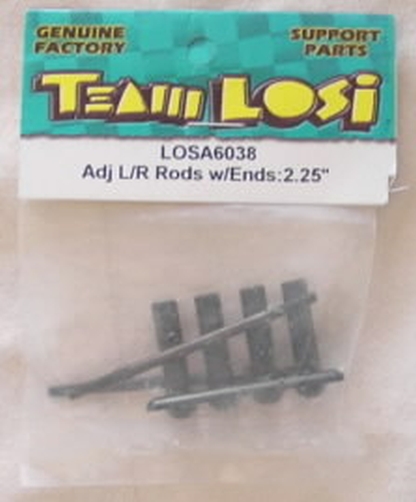 GENUINE
FACTORY
SUPPORT
PARTS
TEAM LOSI
LOSA6038
Adj L/R Rods w/Ends:2.25"